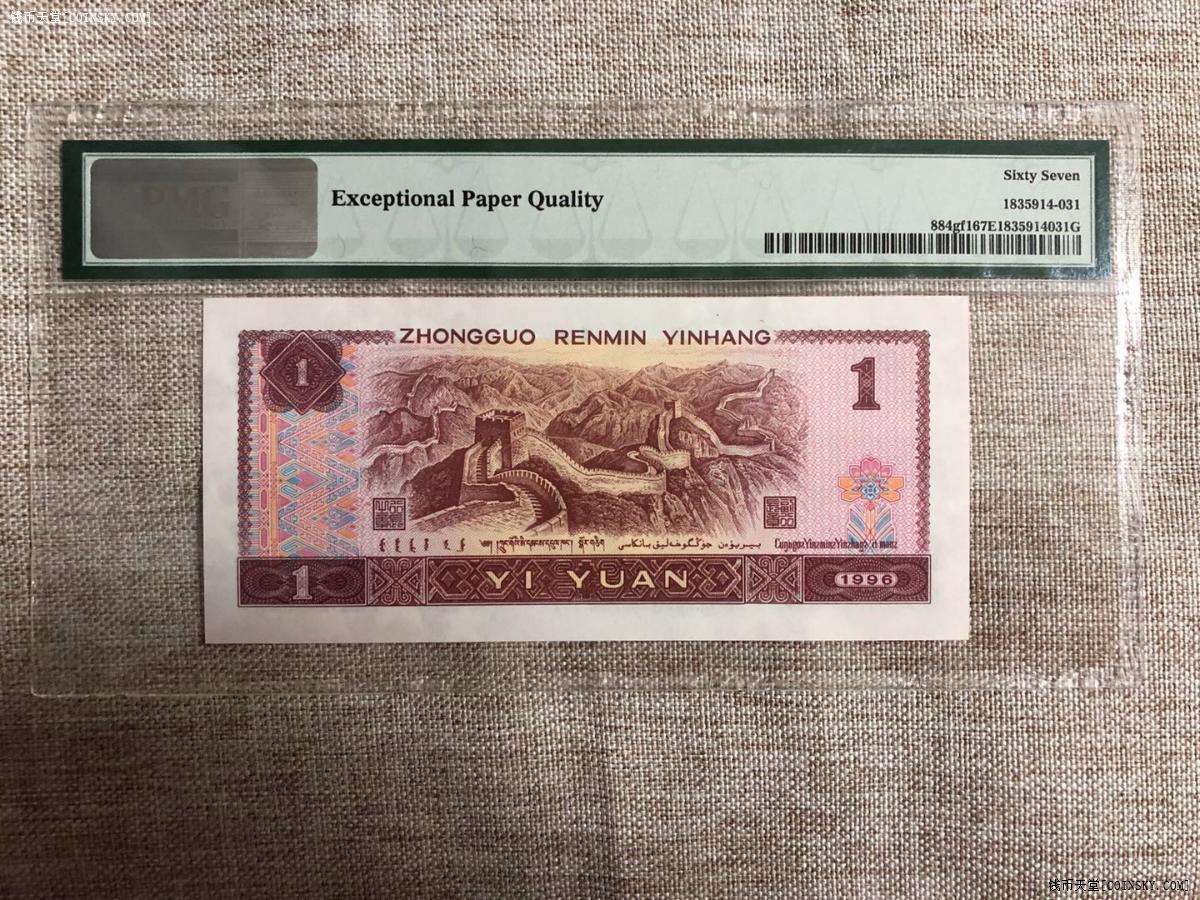 钱币天堂[COINSKY.COM]
PMG
Exceptional Paper Quality
Sixty Seven
1835914-031
884gf167E1835914031G
ZHONGGUO RENMIN YINHANG
1
1
1
YI YUAN
1996
钱币天堂[COINSKY.COM]